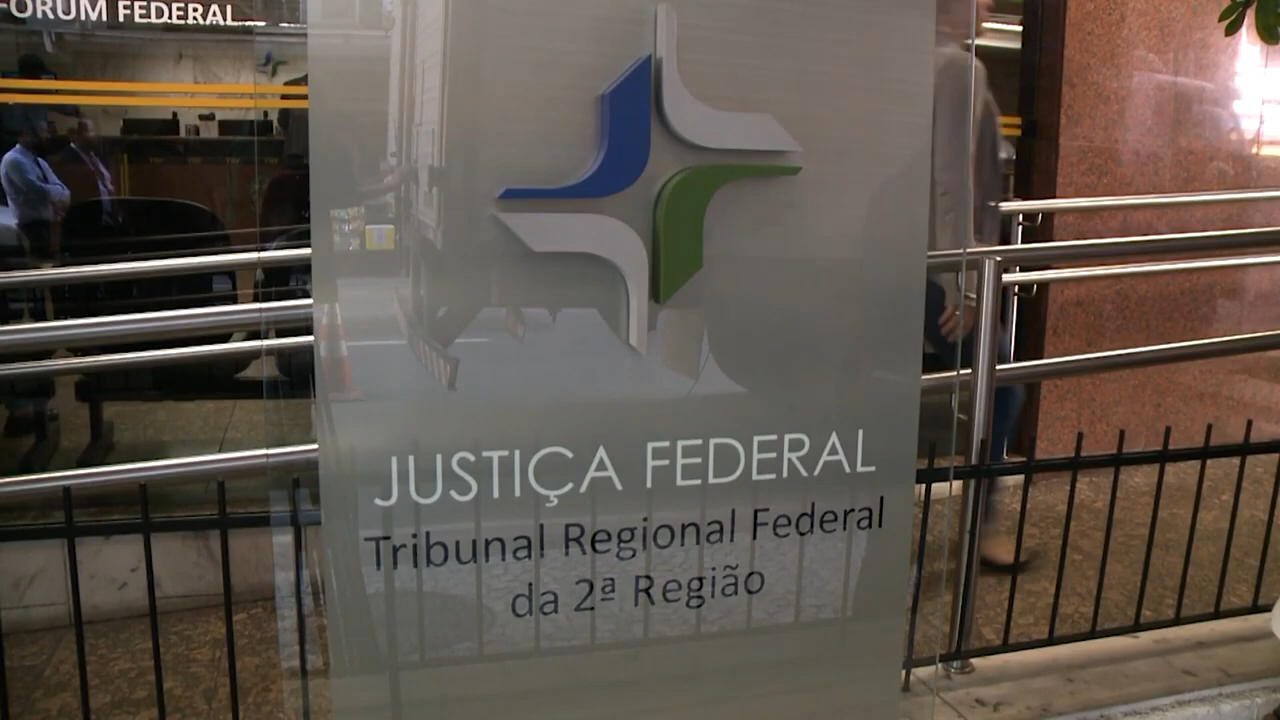 FORUM FEDERAL
JUSTIÇA FEDERAL
Tribunal Regional Federal
da 2ª Região